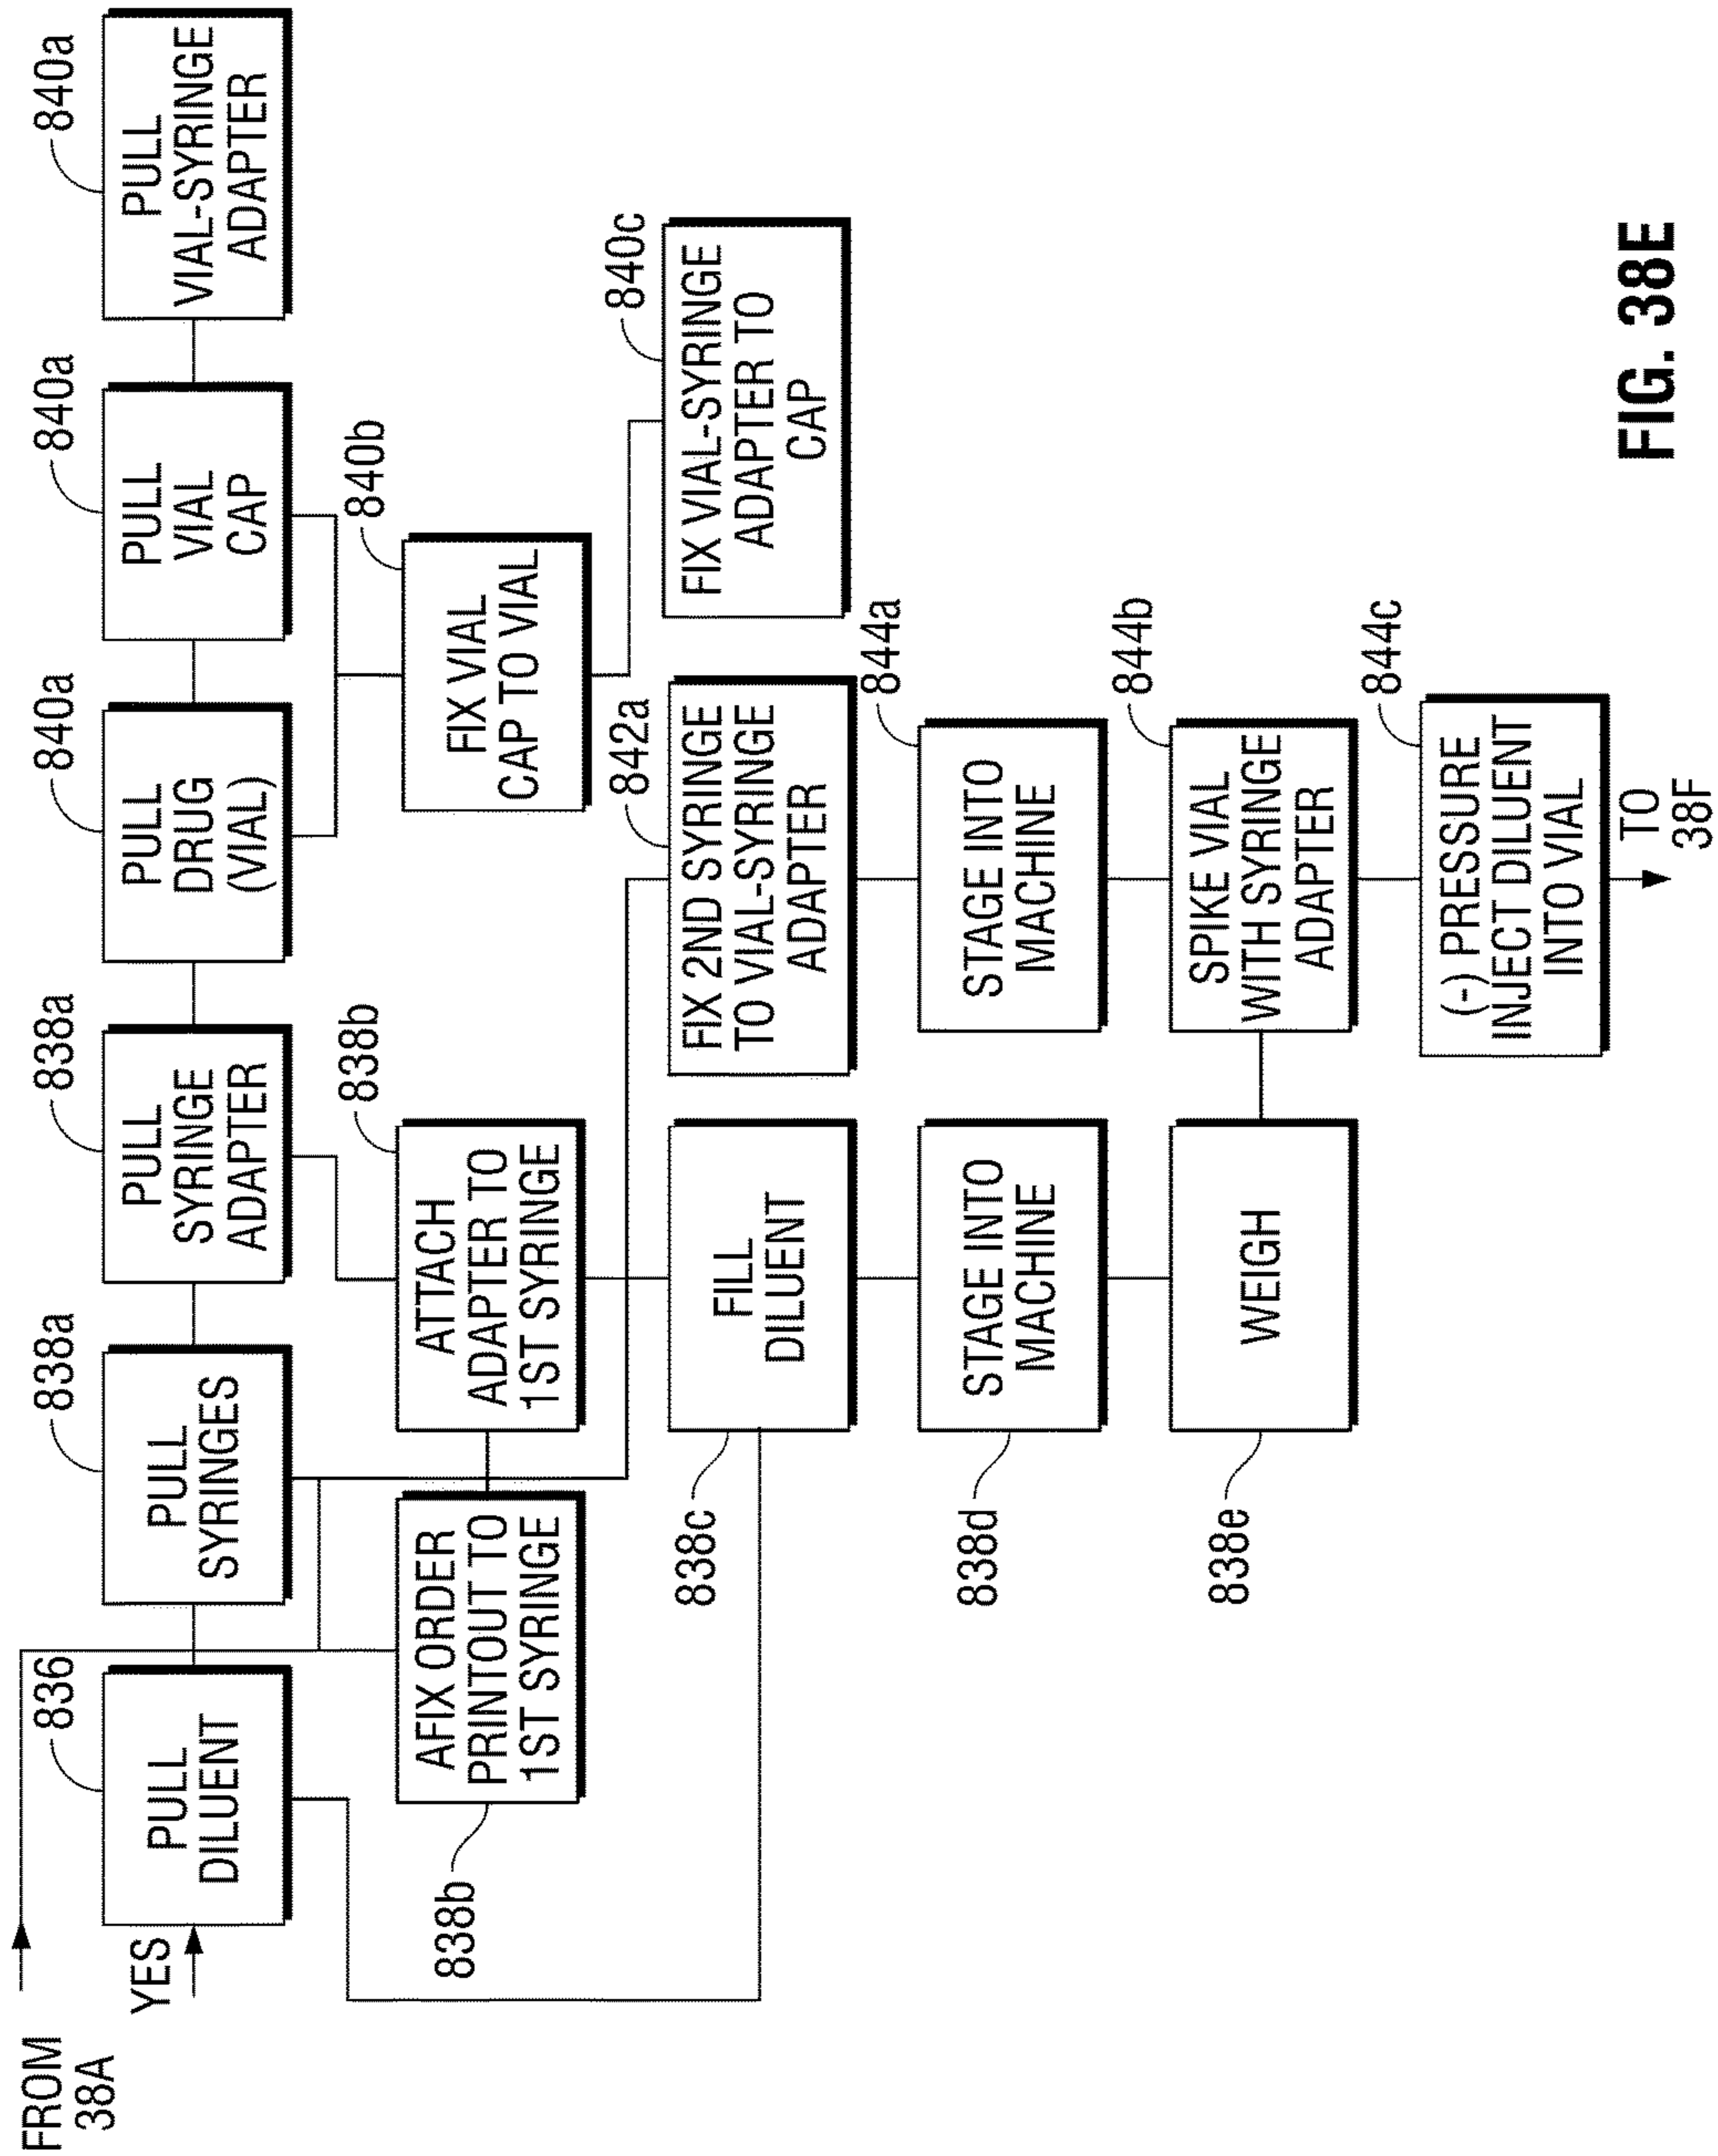 FROM
38A
YES
836
PULL
DILUENT
838a
PULL
SYRINGES
838a
PULL
SYRINGE
ADAPTER
840a
PULL
DRUG
(VIAL)
840a
PULL
VIAL
CAP
840a
PULL
VIAL-SYRINGE
ADAPTER
838b
AFIX ORDER
PRINTOUT TO
1ST SYRINGE
838b
ATTACH
ADAPTER TO
1ST SYRINGE
840b
FIX VIAL
CAP TO VIAL
838c
FILL
DILUENT
842a
FIX 2ND SYRINGE
TO VIAL-SYRINGE
ADAPTER
840c
FIX VIAL-SYRINGE
ADAPTER TO
CAP
838d
STAGE INTO
MACHINE
844a
STAGE INTO
MACHINE
838e
WEIGH
844b
SPIKE VIAL
WITH SYRINGE
ADAPTER
844c
(-) PRESSURE
INJECT DILUENT
INTO VIAL
TO
38F
FIG. 38E